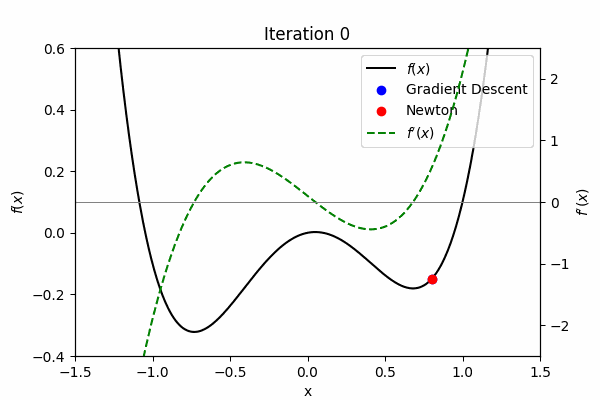 Iteration 0
f(x)
Gradient Descent
Newton
f′(x)
0.6
0.4
0.2
0.0
−0.2
−0.4
f(x)
2
1
0
−1
−2
f′(x)
−1.5 −1.0 −0.5 0.0 0.5 1.0 1.5
x